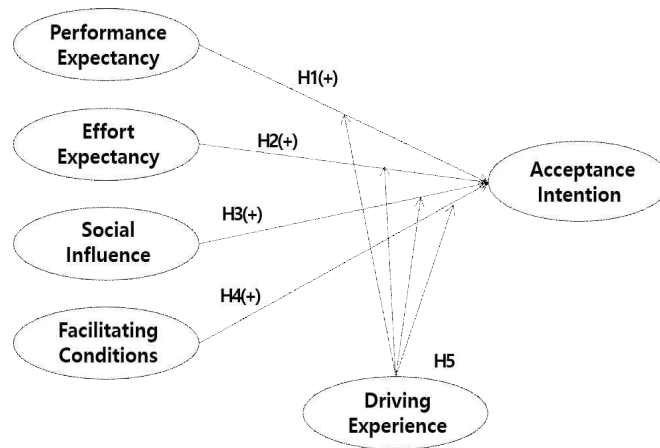 Performance
Expectancy
H1(+)
Effort
Expectancy
H2(+)
Acceptance
Intention
Social
Influence
H3(+)
H4(+)
Facilitating
Conditions
H5
Driving
Experience